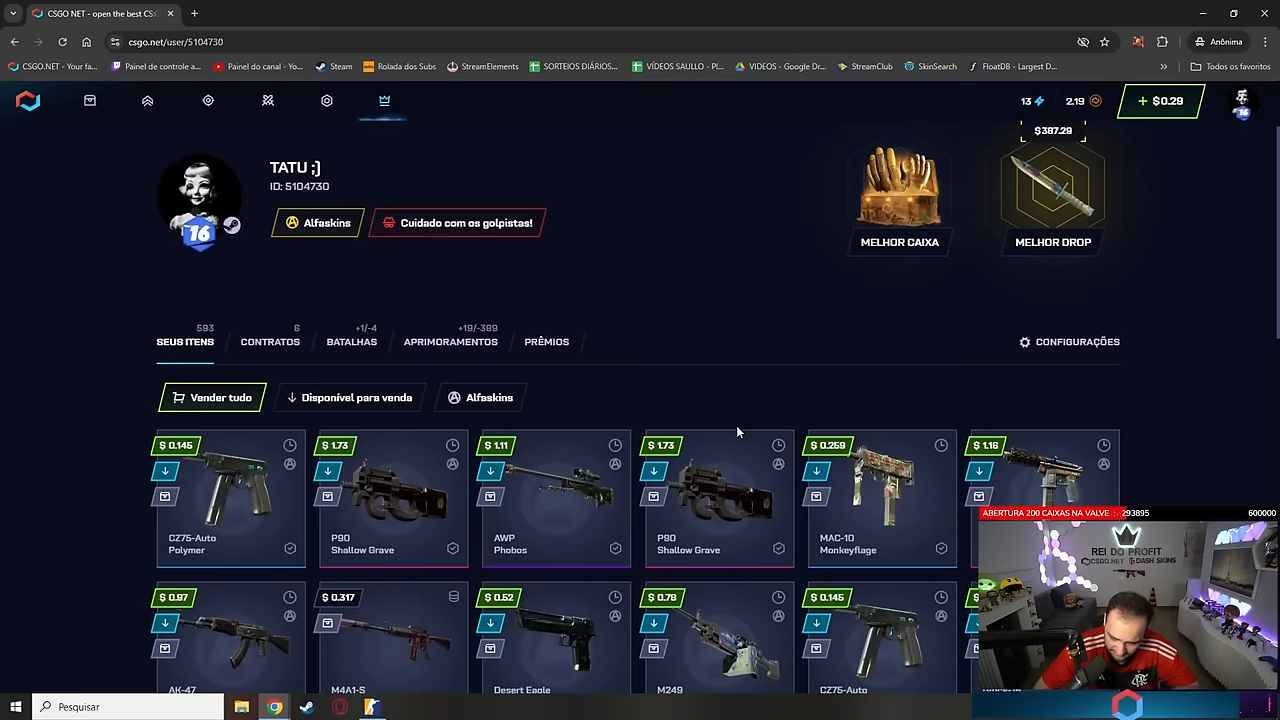 CSGO NET - open the best CS:
csgo.net/user/5104730
Anônima
CSGO.NET - Your fa...
Painel de controle a...
Painel do canal - Yo...
Steam
Rolada dos Subs
StreamElements
SORTEIOS DIÁRIOS...
VÍDEOS SAULLO - PL...
VIDEOS - Google Dr...
StreamClub
SkinSearch
FloatDB - Largest D...
Todos os favoritos
13
2.19
+ $0.29
16
$387.29
TATU ;)
ID: 5104730
16
Alfaskins
Cuidado com os golpistas!
MELHOR CAIXA
MELHOR DROP
593
SEUS ITENS
6
CONTRATOS
+1/-4
BATALHAS
+19/-389
APRIMORAMENTOS
PRÊMIOS
CONFIGURAÇÕES
Vender tudo
Disponível para venda
Alfaskins
$ 0.145
CZ75-Auto
Polymer
$ 1.73
P90
Shallow Grave
$ 1.11
AWP
Phobos
$ 1.73
P90
Shallow Grave
$ 0.259
MAC-10
Monkeyflage
$ 1.18
ABERTURA 200 CAIXAS NA VALVE
293895
600000
REI DO PROFIT
CSGO.NET
DASH SKINS
$ 0.97
AK-47
$ 0.317
M4A1-S
$ 0.52
Desert Eagle
$ 0.78
M249
$ 0.145
CZ75-Auto
Pesquisar